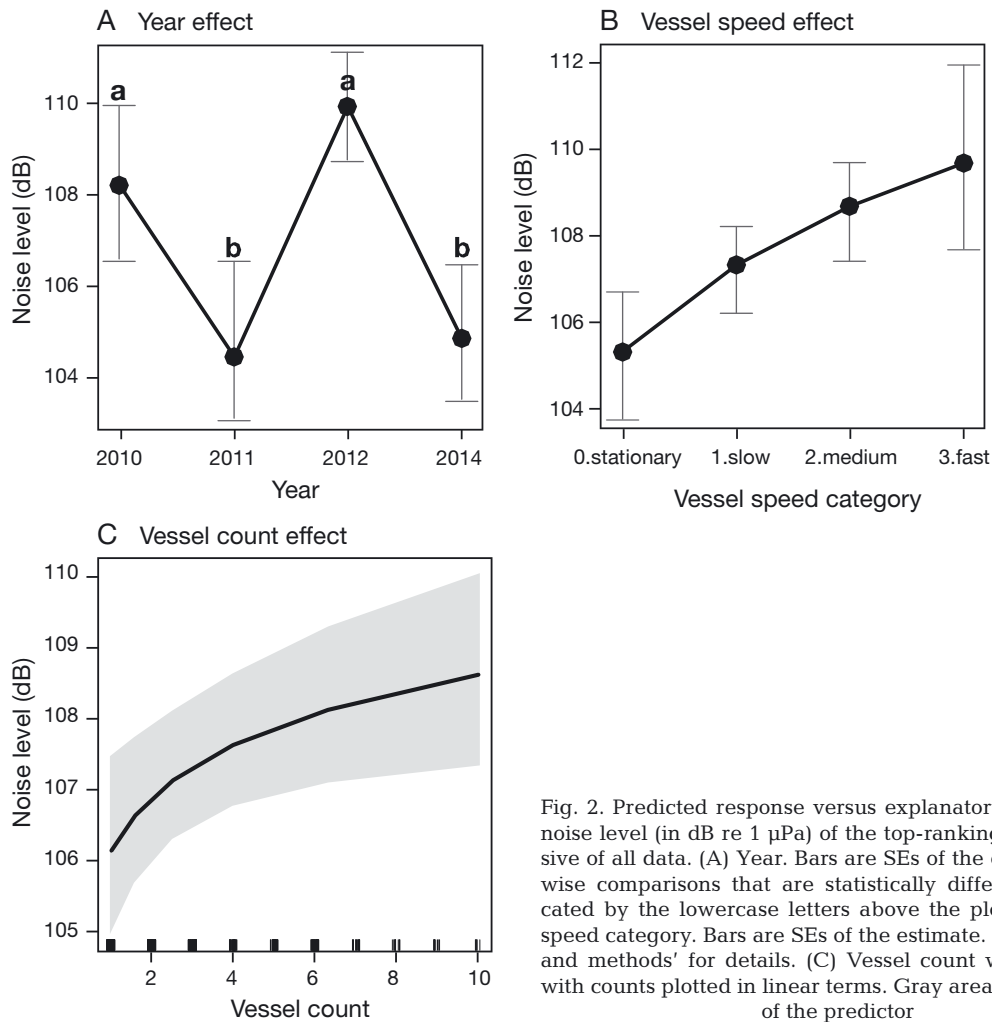 A Year effect
a
a
b
b
110
108
106
104
Noise level (dB)
2010 2011 2012 2014
Year
B Vessel speed effect
112
110
108
106
104
Noise level (dB)
0.stationary 1.slow 2.medium 3.fast
Vessel speed category
C Vessel count effect
110
109
108
107
106
105
Noise level (dB)
2 4 6 8 10
Vessel count
Fig. 2. Predicted response versus explanator
noise level (in dB re 1 µPa) of the top-ranking
sive of all data. (A) Year. Bars are SEs of the
wise comparisons that are statistically diffe
cated by the lowercase letters above the plo
speed category. Bars are SEs of the estimate.
and methods' for details. (C) Vessel count w
with counts plotted in linear terms. Gray area
of the predictor